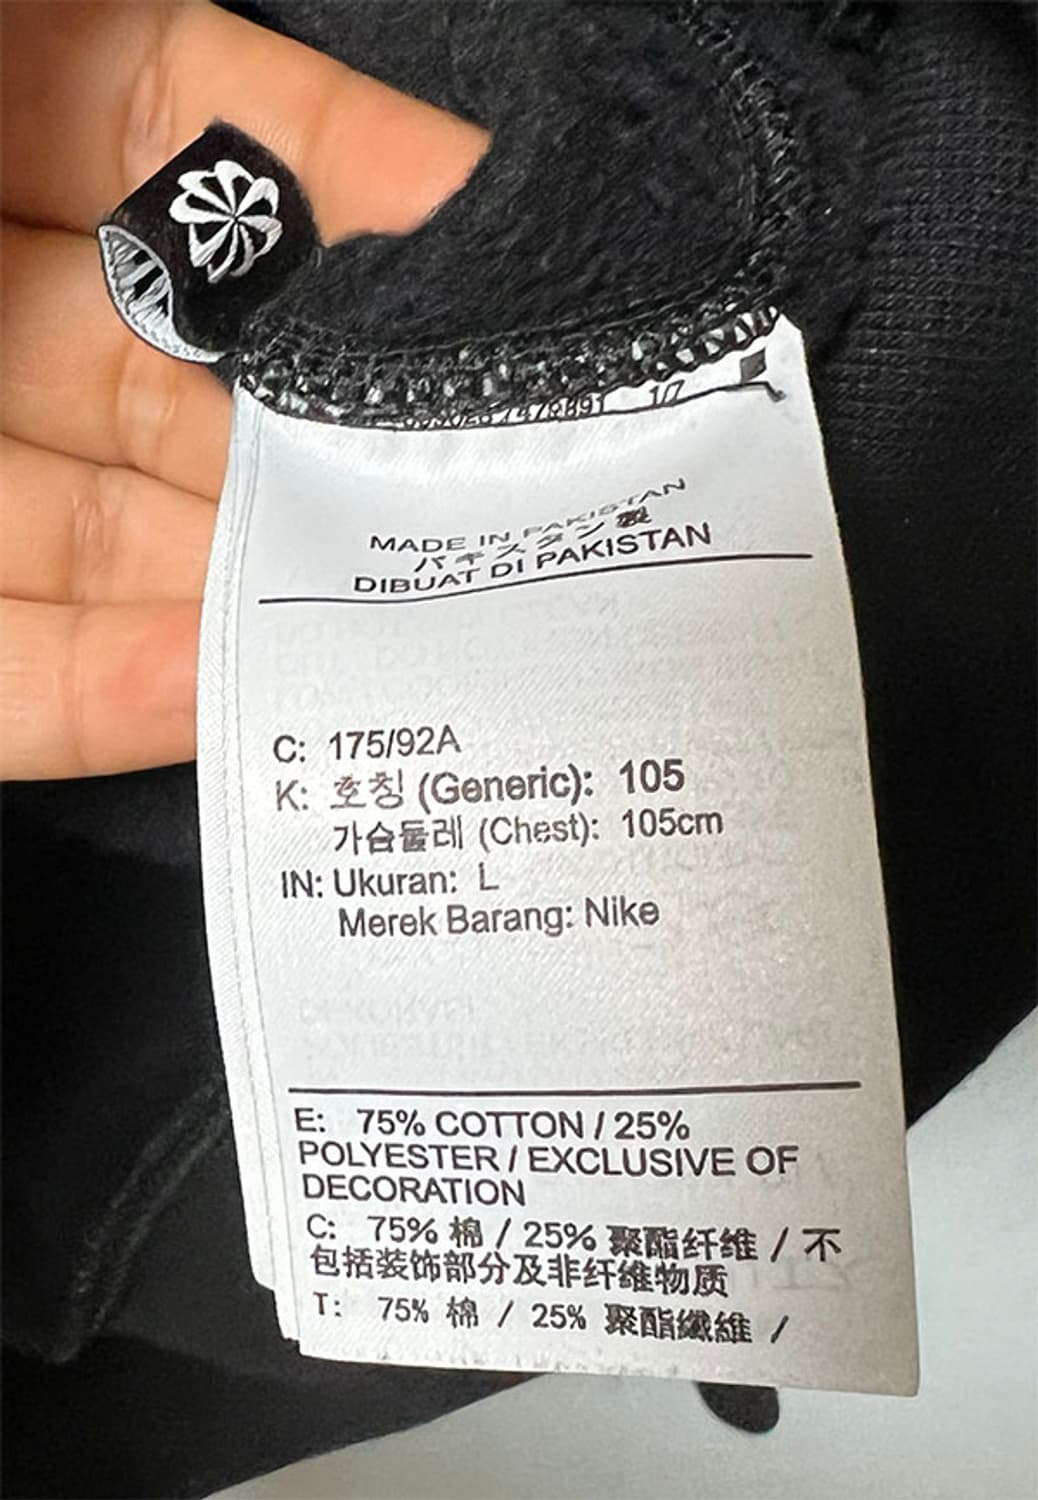 1/7
MADE IN PAKISTAN
パキスタン製
DIBUAT DI PAKISTAN
C: 175/92A
K: 호칭 (Generic): 105
가슴둘레 (Chest): 105cm
IN: Ukuran: L
Merek Barang: Nike
E: 75% COTTON / 25%
POLYESTER / EXCLUSIVE OF
DECORATION
C: 75% 棉 / 25% 聚酯纤维 / 不
包括装饰部分及非纤维物质
T: 75% 棉 / 25% 聚酯纖維 /